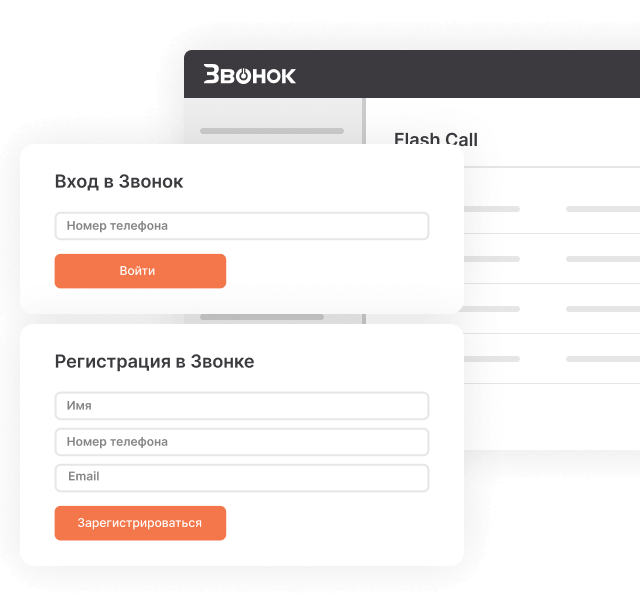 Звонок
Flash Call
Вход в Звонок
Номер телефона
Войти
Регистрация в Звонке
Имя
Номер телефона
Email
Зарегистрироваться